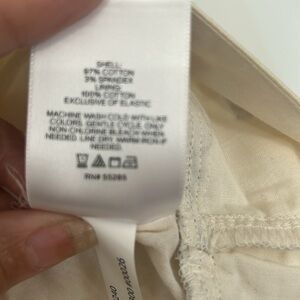 SHELL:
97% COTTON
3% SPANDEX
LINING:
100% COTTON
EXCLUSIVE OF ELASTIC
MACHINE WASH COLD WITH LIKE
COLORS, GENTLE CYCLE. ONLY
NON-CHLORINE BLEACH WHEN
NEEDED. LINE DRY. WARM IRON IF
NEEDED.
RN# 55285